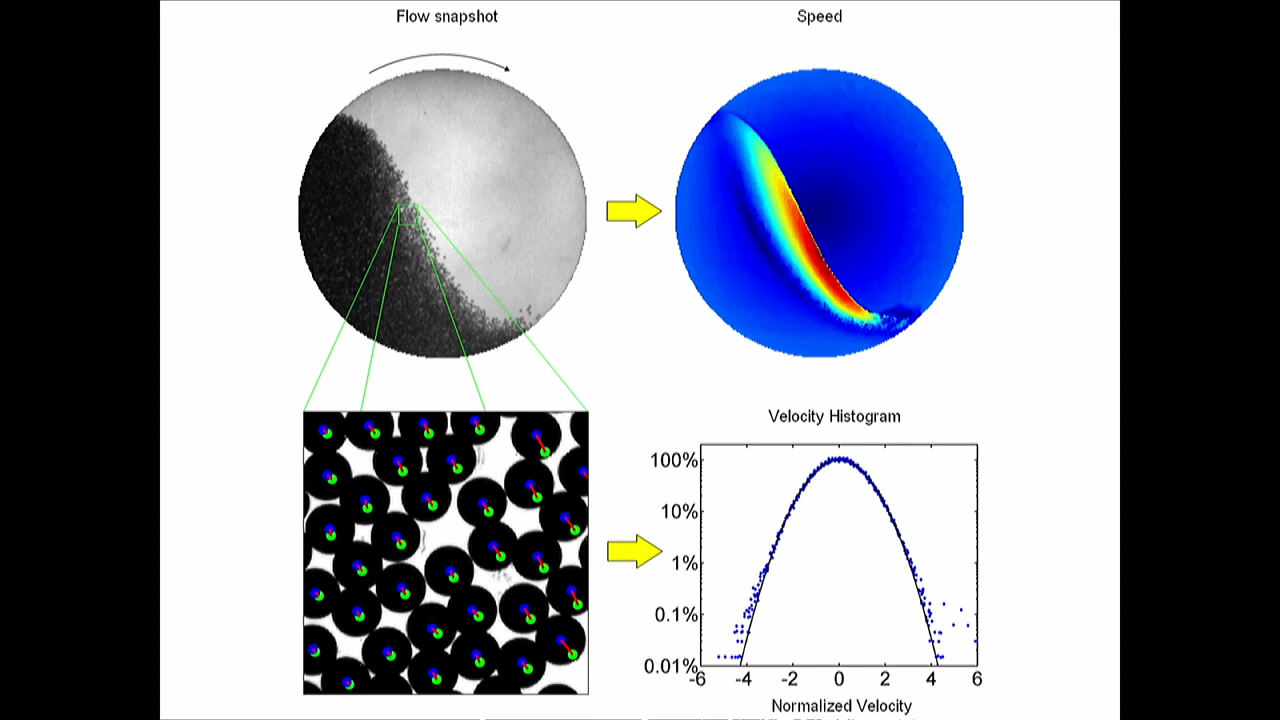 Flow snapshot
Speed
Velocity Histogram
100%
10%
1%
0.1%
0.01%
-6 -4 -2 0 2 4 6
Normalized Velocity